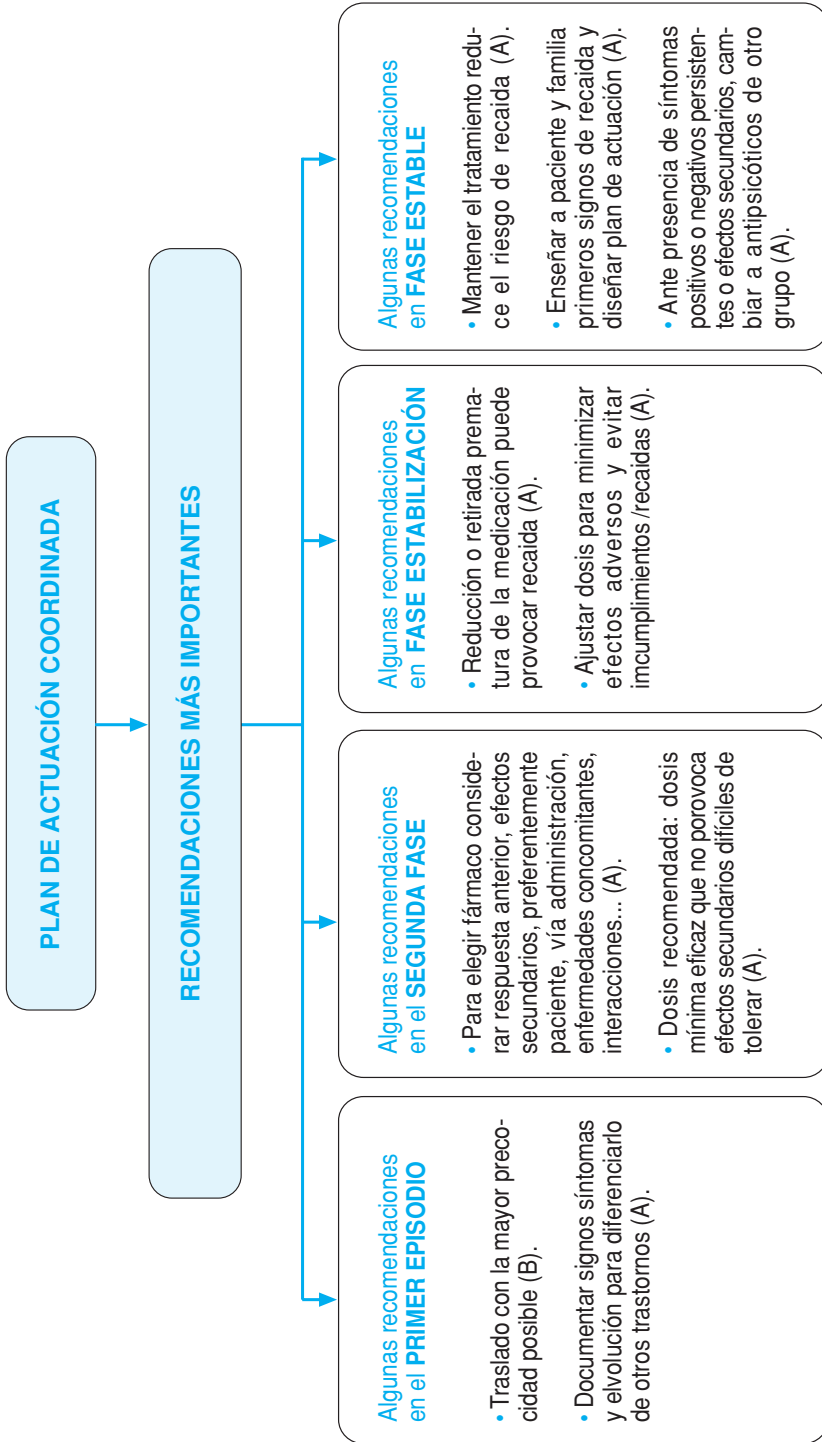 PLAN DE ACTUACIÓN COORDINADA
RECOMENDACIONES MÁS IMPORTANTES
Algunas recomendaciones
en el PRIMER EPISODIO
• Traslado con la mayor preco-
cidad posible (B).
• Documentar signos síntomas
y elvolución para diferenciarlo
de otros trastornos (A).
Algunas recomendaciones
en el SEGUNDA FASE
• Para elegir fármaco conside-
rar respuesta anterior, efectos
secundarios, preferentemente
paciente, vía administración,
enfermedades concomitantes,
interacciones... (A).
• Dosis recomendada: dosis
mínima eficaz que no porovoca
efectos secundarios difíciles de
tolerar (A).
Algunas recomendaciones
en FASE ESTABILIZACIÓN
• Reducción o retirada prema-
tura de la medicación puede
provocar recaida (A).
• Ajustar dosis para minimizar
efectos adversos y evitar
imcumplimientos /recaidas (A).
Algunas recomendaciones
en FASE ESTABLE
• Mantener el tratamiento redu-
ce el riesgo de recaida (A).
• Enseñar a paciente y familia
primeros signos de recaida y
diseñar plan de actuación (A).
• Ante presencia de síntomas
positivos o negativos persisten-
tes o efectos secundarios, cam-
biar a antipsicóticos de otro
grupo (A).